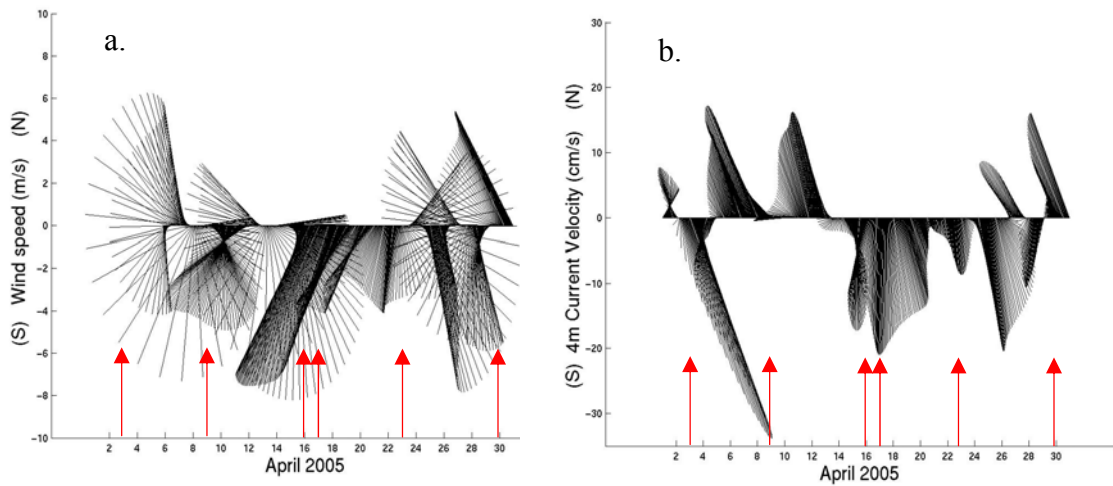 a.
(S) Wind speed (m/s) (N)
10
8
6
4
2
0
−2
−4
−6
−8
−10
2 4 6 8 10 12 14 16 18 20 22 24 26 28 30
April 2005
b.
(S) 4m Current Velocity (cm/s) (N)
30
20
10
0
−10
−20
−30
2 4 6 8 10 12 14 16 18 20 22 24 26 28 30
April 2005